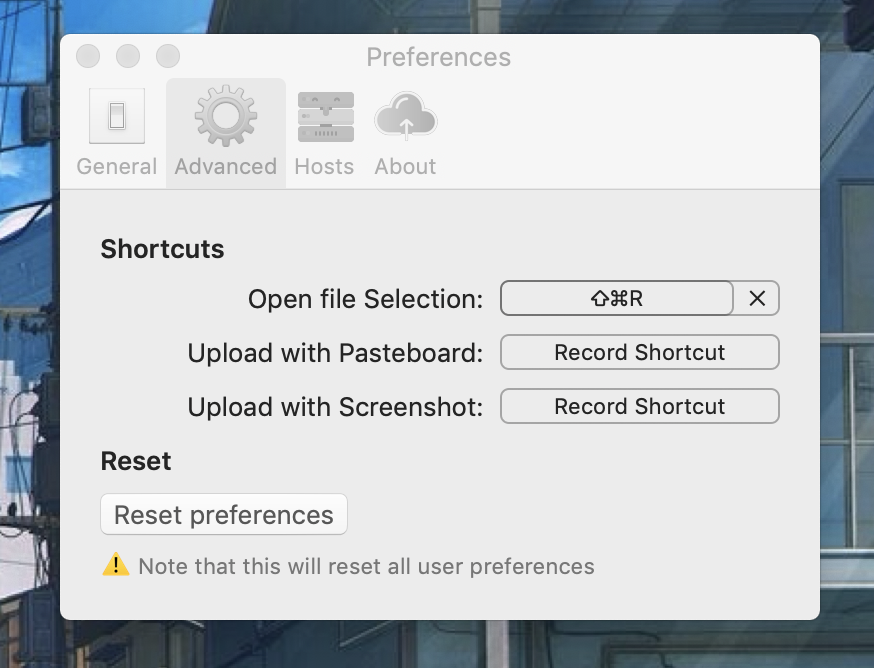 Preferences
General Advanced Hosts About
Shortcuts
Open file Selection: ⇧⌘R ✕
Upload with Pasteboard: Record Shortcut
Upload with Screenshot: Record Shortcut
Reset
Reset preferences
⚠️ Note that this will reset all user preferences